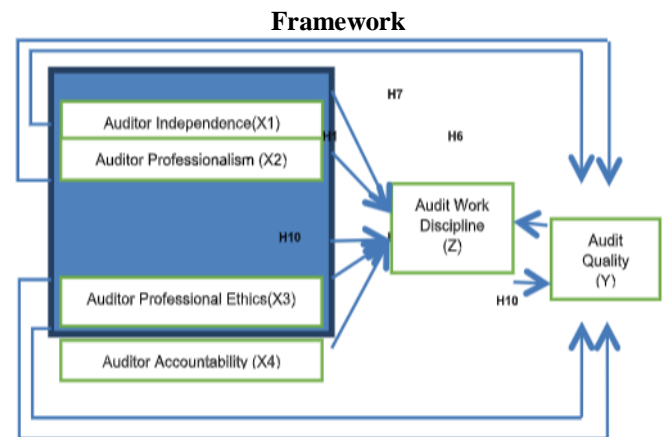 Framework
H7
Auditor Independence(X1)
H1
H6
Auditor Professionalism (X2)
Audit Work
Discipline
(Z)
H10
Audit
Quality
(Y)
Auditor Professional Ethics(X3)
H10
Auditor Accountability (X4)